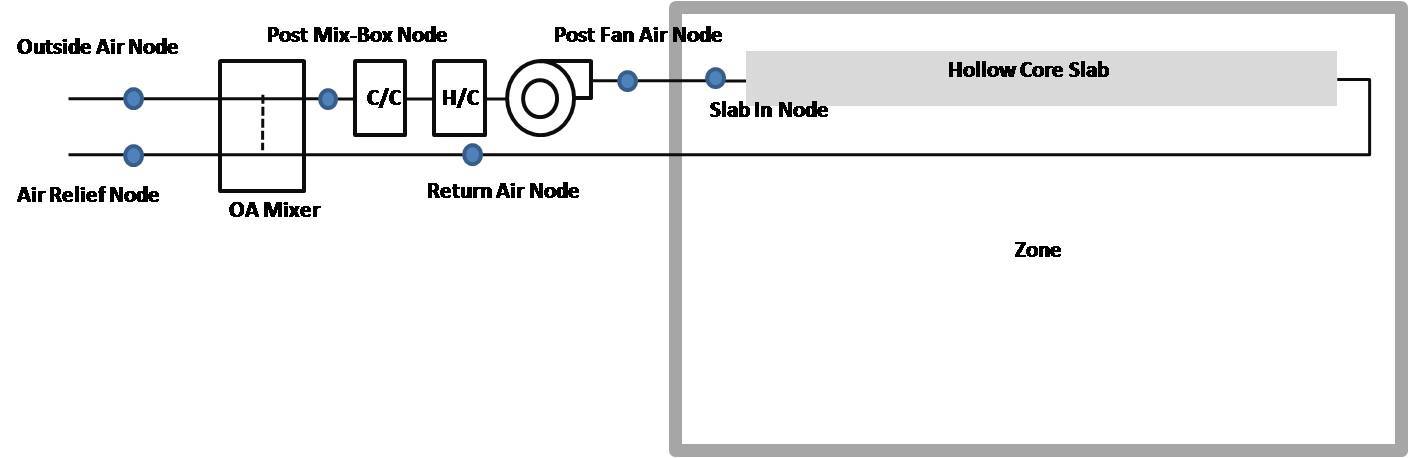 Outside Air Node
Post Mix-Box Node
Post Fan Air Node
C/C
H/C
Hollow Core Slab
Slab In Node
Air Relief Node
OA Mixer
Return Air Node
Zone